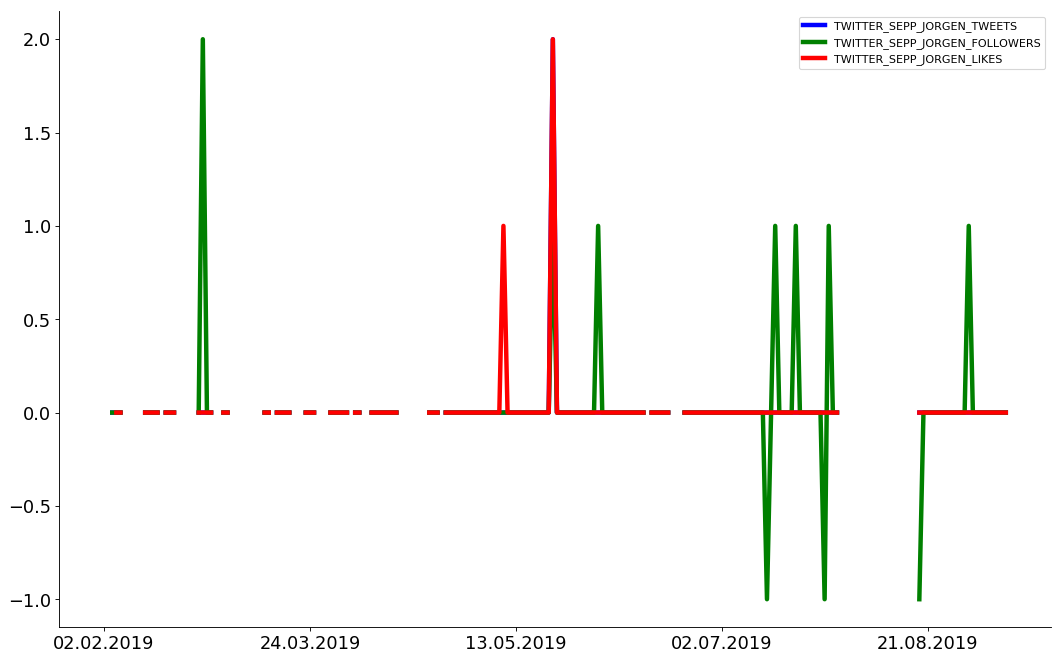 TWITTER_SEPP_JORGEN_TWEETS
TWITTER_SEPP_JORGEN_FOLLOWERS
TWITTER_SEPP_JORGEN_LIKES
2.0
1.5
1.0
0.5
0.0
−0.5
−1.0
02.02.2019 24.03.2019 13.05.2019 02.07.2019 21.08.2019